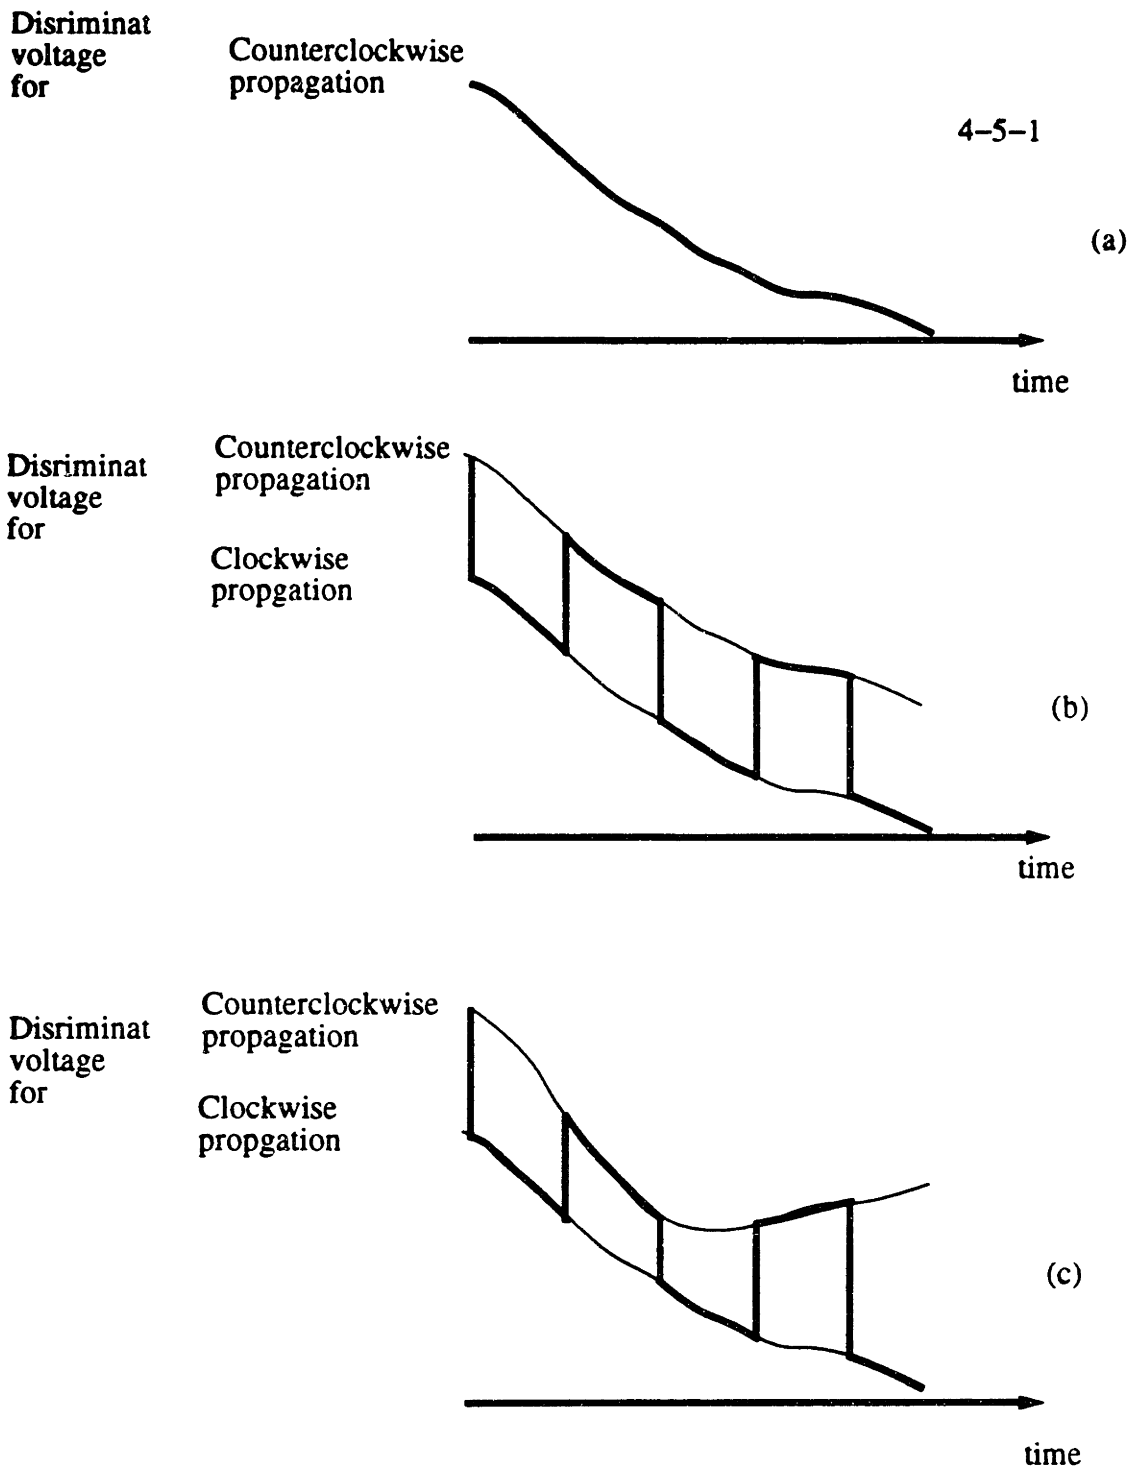 Disriminat
voltage
for
Counterclockwise
propagation
4-5-1
(a)
time
Disriminat
voltage
for
Counterclockwise
propagation
Clockwise
propgation
(b)
time
Disriminat
voltage
for
Counterclockwise
propagation
Clockwise
propgation
(c)
time